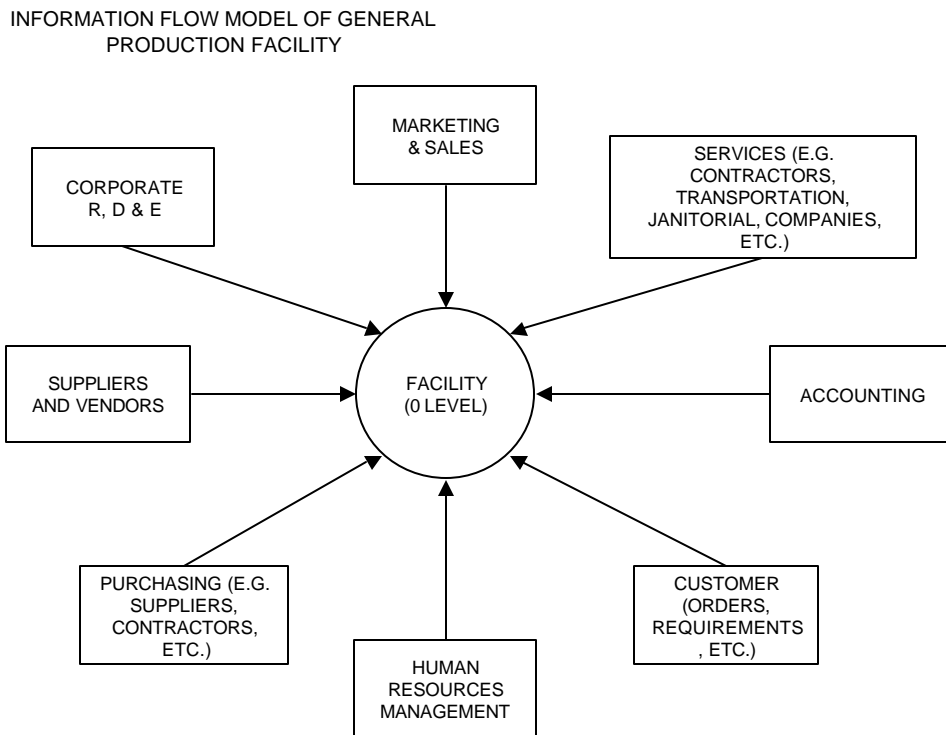 INFORMATION FLOW MODEL OF GENERAL
PRODUCTION FACILITY
MARKETING
& SALES
SERVICES (E.G.
CONTRACTORS,
TRANSPORTATION,
JANITORIAL, COMPANIES,
ETC.)
CORPORATE
R, D & E
SUPPLIERS
AND VENDORS
FACILITY
(0 LEVEL)
ACCOUNTING
PURCHASING (E.G.
SUPPLIERS,
CONTRACTORS,
ETC.)
HUMAN
RESOURCES
MANAGEMENT
CUSTOMER
(ORDERS,
REQUIREMENTS
, ETC.)